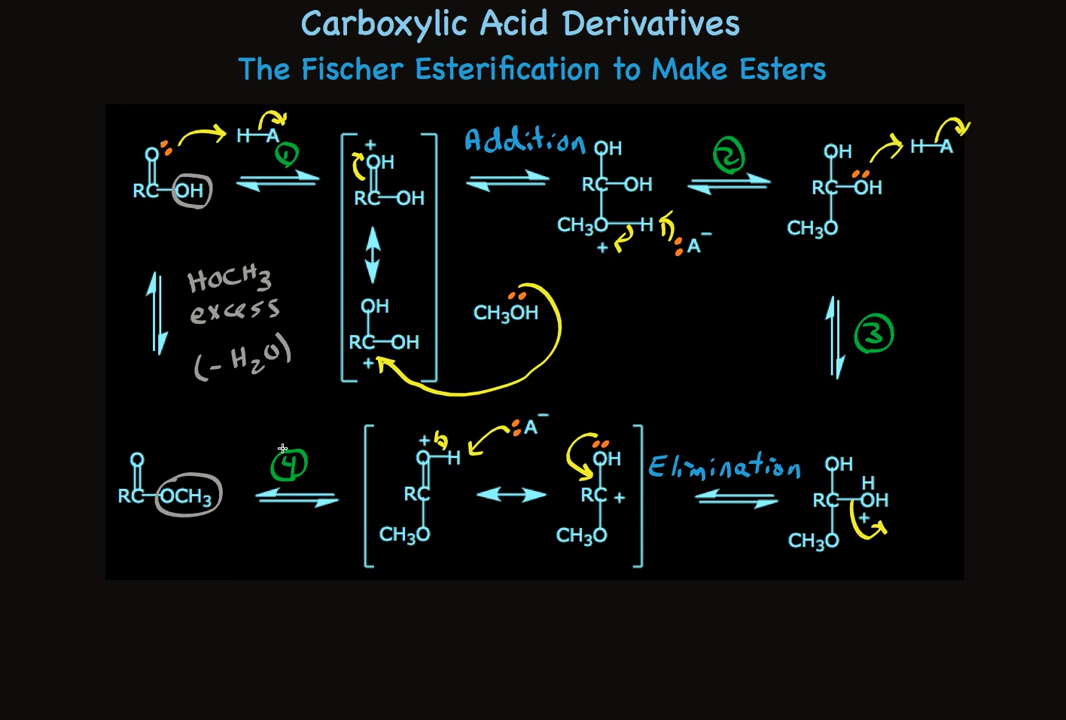 Carboxylic Acid Derivatives
The Fischer Esterification to Make Esters
O H–A
RC–OH
1
+
OH
RC–OH
OH
RC–OH
+
Addition
OH
RC–OH
CH₃O–H
+
:A⁻
2
OH
RC–OH
CH₃O
H–A
HOCH₃
excess
(-H₂O)
CH₃OH
3
O
RC–OCH₃
4
+
O–H
RC
CH₃O
:A⁻
OH
RC +
CH₃O
Elimination
OH
H
RC–OH
+
CH₃O